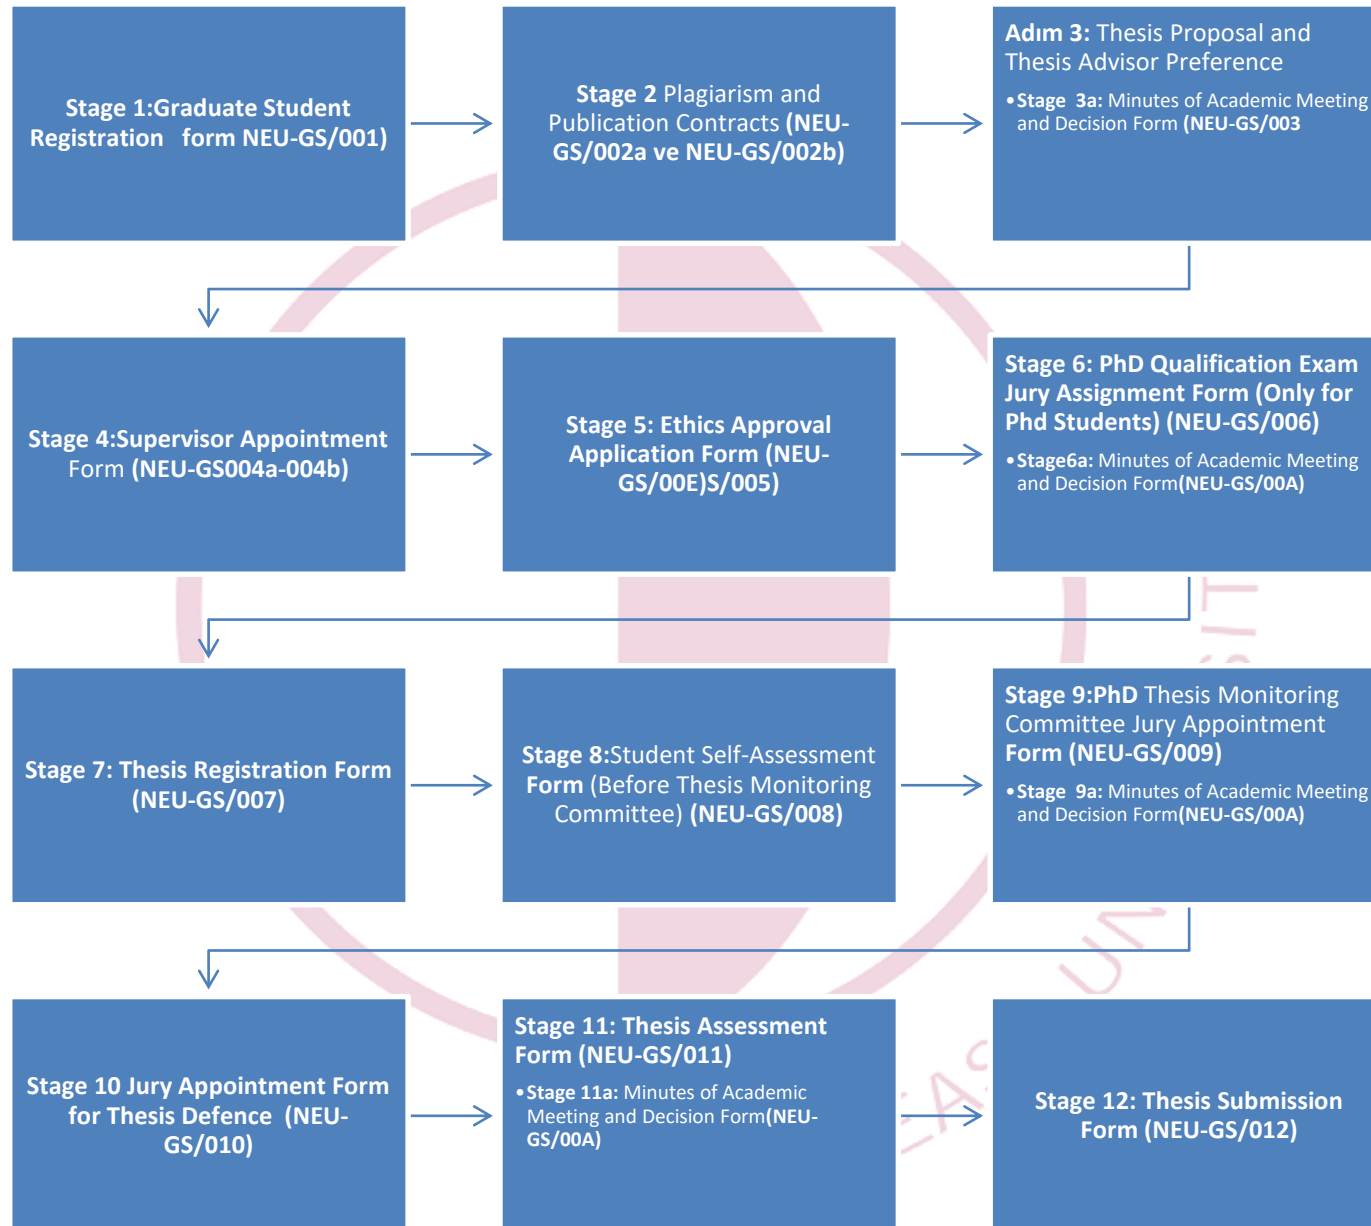 Stage 1:Graduate Student
Registration form NEU-GS/001)
Stage 2 Plagiarism and
Publication Contracts (NEU-
GS/002a ve NEU-GS/002b)
Adım 3: Thesis Proposal and
Thesis Advisor Preference
• Stage 3a: Minutes of Academic Meeting
and Decision Form (NEU-GS/003
Stage 4:Supervisor Appointment
Form (NEU-GS004a-004b)
Stage 5: Ethics Approval
Application Form (NEU-
GS/00E)S/005)
Stage 6: PhD Qualification Exam
Jury Assignment Form (Only for
Phd Students) (NEU-GS/006)
• Stage6a: Minutes of Academic Meeting
and Decision Form(NEU-GS/00A)
Stage 7: Thesis Registration Form
(NEU-GS/007)
Stage 8:Student Self-Assessment
Form (Before Thesis Monitoring
Committee) (NEU-GS/008)
Stage 9:PhD Thesis Monitoring
Committee Jury Appointment
Form (NEU-GS/009)
• Stage 9a: Minutes of Academic Meeting
and Decision Form(NEU-GS/00A)
Stage 10 Jury Appointment Form
for Thesis Defence (NEU-
GS/010)
Stage 11: Thesis Assessment
Form (NEU-GS/011)
• Stage 11a: Minutes of Academic
Meeting and Decision Form(NEU-
GS/00A)
Stage 12: Thesis Submission
Form (NEU-GS/012)